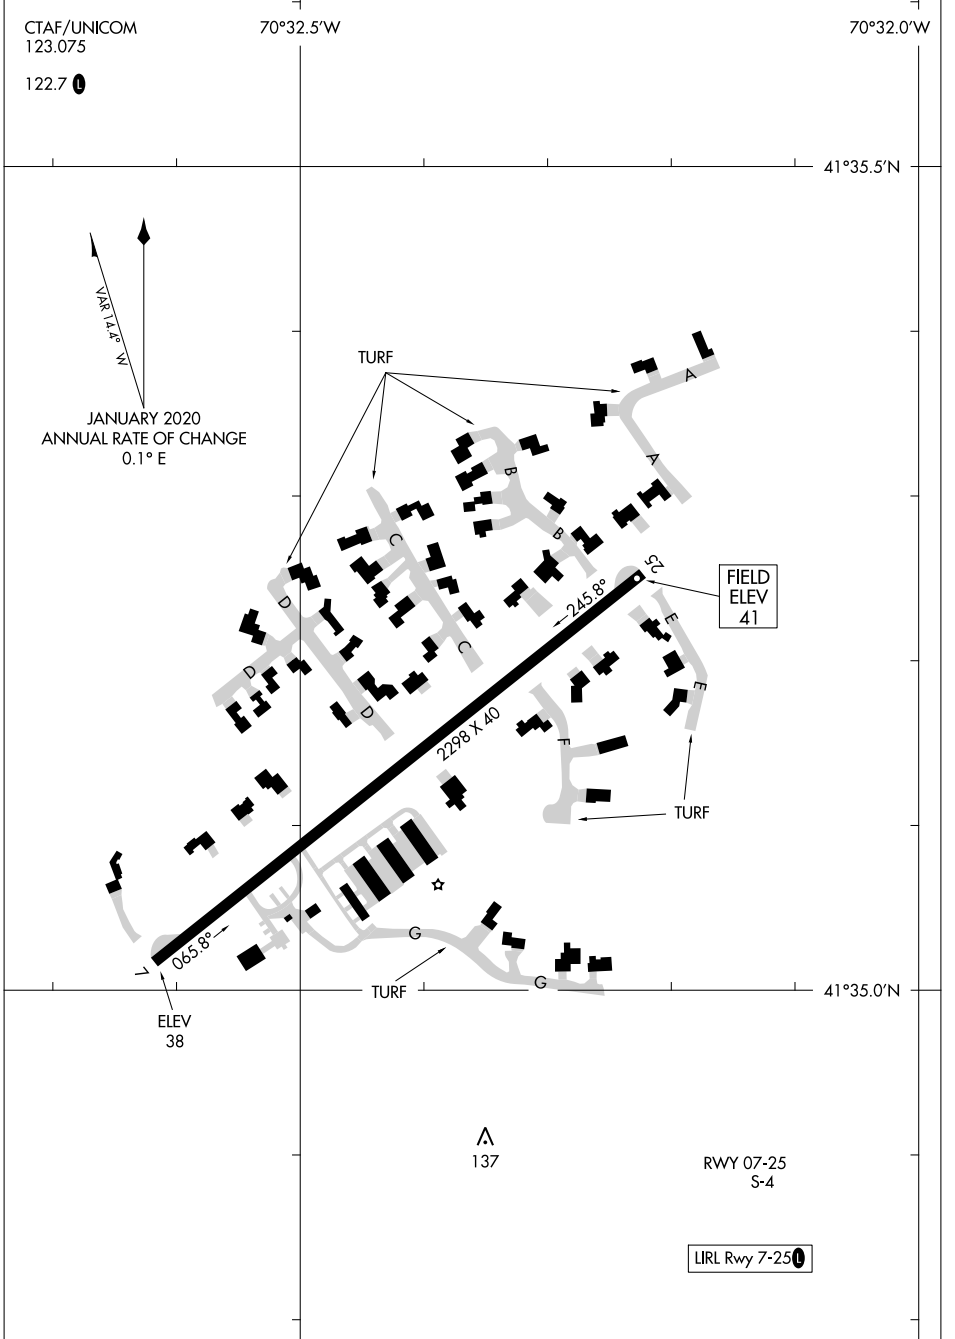 CTAF/UNICOM
123.075
122.7 L
70°32.5'W
70°32.0'W
41°35.5'N
VAR 14.4° W
JANUARY 2020
ANNUAL RATE OF CHANGE
0.1° E
TURF
A
A
B
B
C
C
D
D
D
25
245.8°
FIELD
ELEV
41
E
E
2298 X 40
F
TURF
065.8°
7
G
G
TURF
41°35.0'N
ELEV
38
137
RWY 07-25
S-4
LIRL Rwy 7-25 L